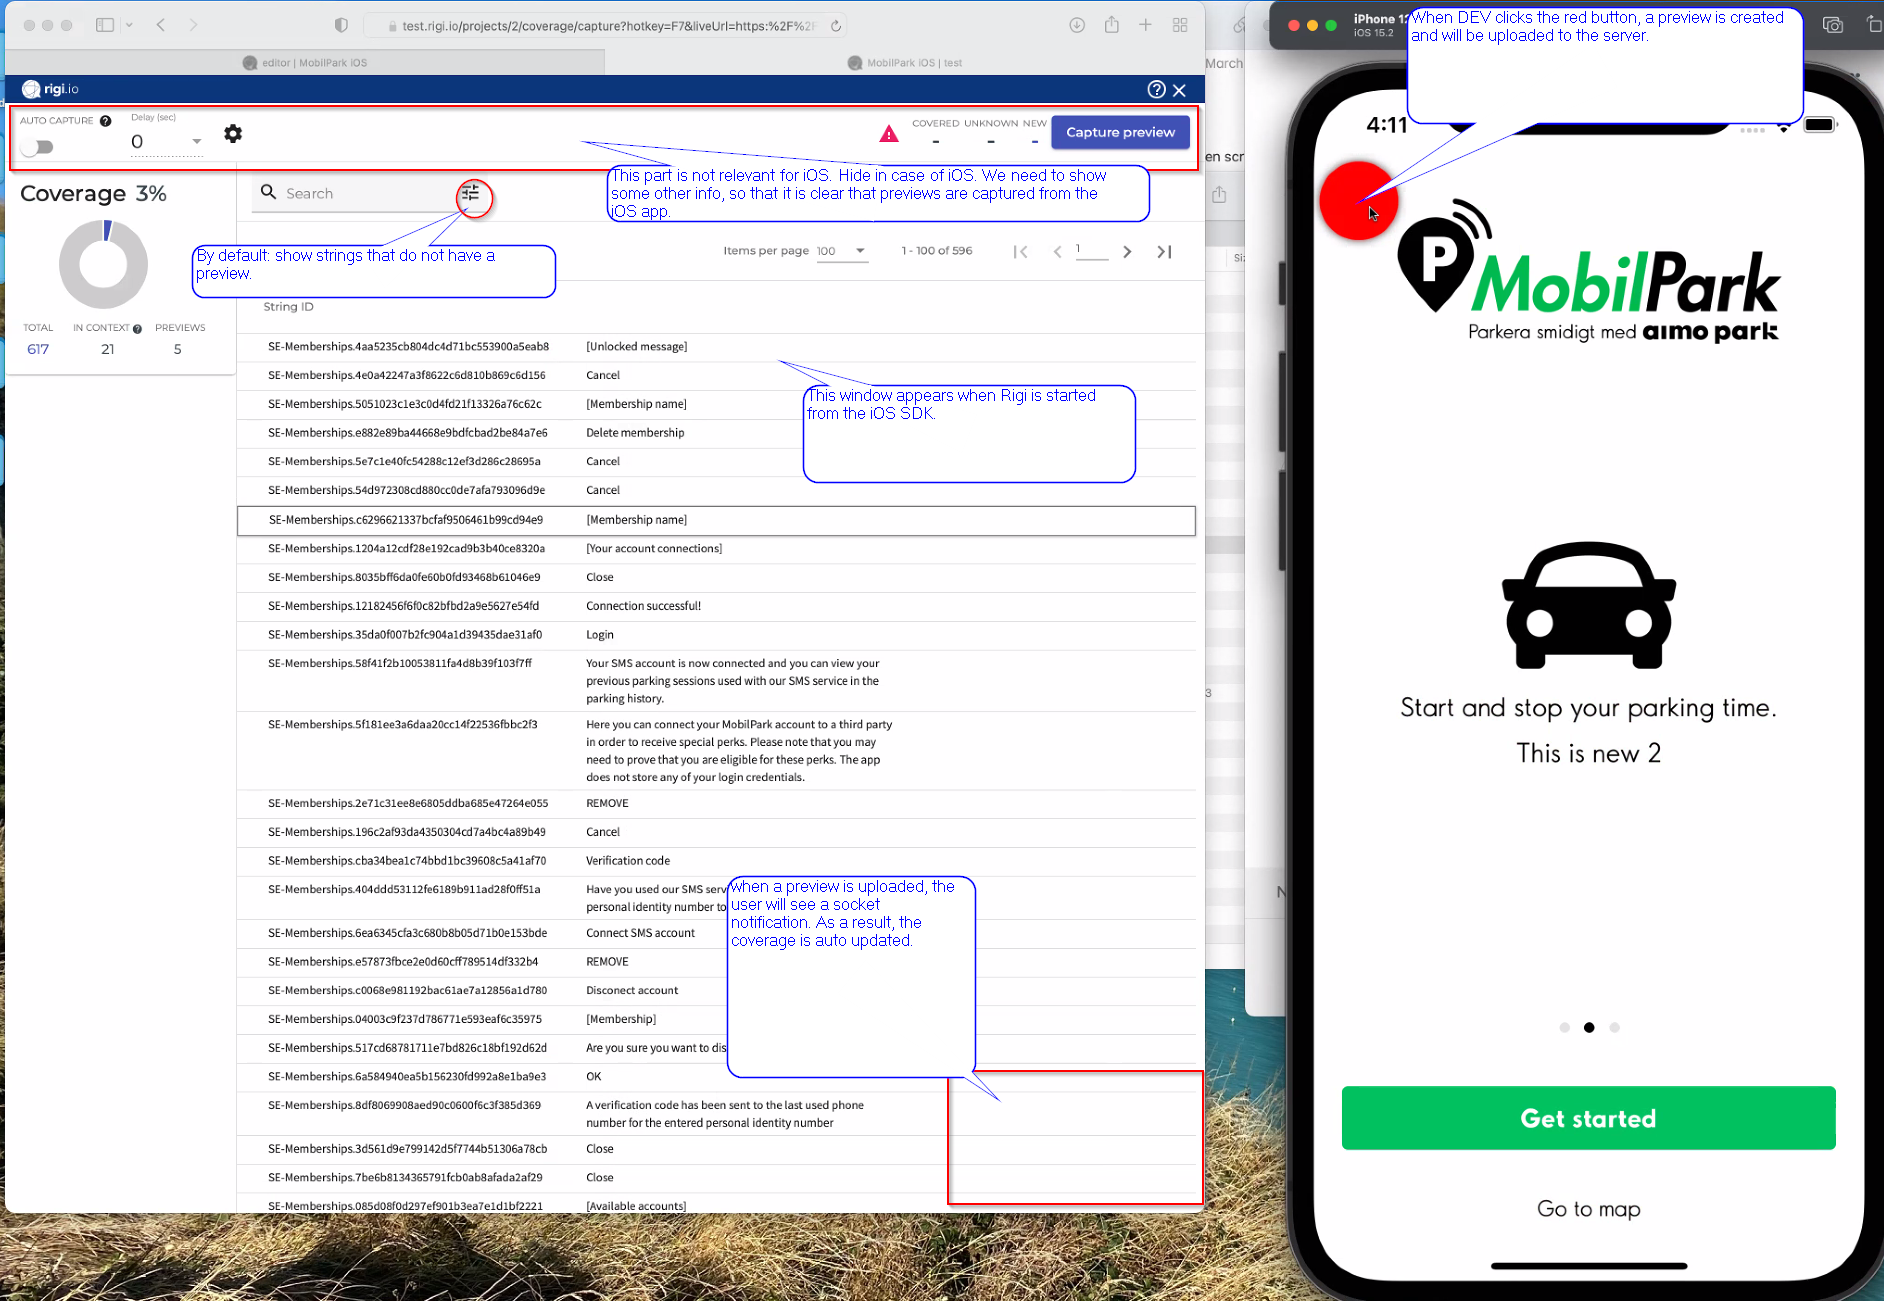 test.rigi.io/projects/2/coverage/capture?hotkey=F7&liveUrl=https:%2F%2F
editor | MobilPark iOS
MobilPark iOS | test
rigi.io
AUTO CAPTURE
Delay (sec)
0
COVERED UNKNOWN NEW
- - -
Capture preview
This part is not relevant for iOS. Hide in case of iOS. We need to show
some other info, so that it is clear that previews are captured from the
iOS app.
Coverage 3%
Search
By default: show strings that do not have a
preview.
Items per page 100
1 - 100 of 596
1
TOTAL IN CONTEXT PREVIEWS
617 21 5
String ID
SE-Memberships.4aa5235cb804dc4d71bc553900a5eab8 [Unlocked message]
SE-Memberships.4e0a42247a3f8622c6d810b869c6d156 Cancel
SE-Memberships.5051023c1e3c0d4fd21f13326a76c62c [Membership name]
SE-Memberships.e882e89ba44668e9bdfcbad2be84a7e6 Delete membership
SE-Memberships.5e7c1e40fc54288c12ef3d286c28695a Cancel
SE-Memberships.54d972308cd880cc0de7afa793096d9e Cancel
SE-Memberships.c6296621337bcfaf9506461b99cd94e9 [Membership name]
SE-Memberships.1204a12cdf28e192cad9b3b40ce8320a [Your account connections]
SE-Memberships.8035bff6da0fe60b0fd93468b61046e9 Close
SE-Memberships.12182456f6f0c82bfbd2a9e5627e54fd Connection successful!
SE-Memberships.35da0f007b2fc904a1d39435dae31af0 Login
SE-Memberships.58f41f2b10053811fa4d8b39f103f7ff Your SMS account is now connected and you can view your
previous parking sessions used with our SMS service in the
parking history.
SE-Memberships.5f181ee3a6daa20cc14f22536fbbc2f3 Here you can connect your MobilPark account to a third party
in order to receive special perks. Please note that you may
need to prove that you are eligible for these perks. The app
does not store any of your login credentials.
SE-Memberships.2e71c31ee8e6805ddba685e47264e055 REMOVE
SE-Memberships.196c2af93da4350304cd7a4bc4a89b49 Cancel
SE-Memberships.cba34bea1c74bbd1bc39608c5a41af70 Verification code
SE-Memberships.404ddd53112fe6189b911ad28f0ff51a Have you used our SMS serv
personal identity number to
SE-Memberships.6ea6345cfa3c680b8b05d71b0e153bde Connect SMS account
SE-Memberships.e57873fbce2e0d60cff789514df332b4 REMOVE
SE-Memberships.c0068e981192bac61ae7a12856a1d780 Disconect account
SE-Memberships.04003c9f237d786771e593eaf6c35975 [Membership]
SE-Memberships.517cd68781711e7bd826c18bf192d62d Are you sure you want to dis
SE-Memberships.6a584940ea5b156230fd992a8e1ba9e3 OK
SE-Memberships.8df8069908aed90c0600f6c3f385d369 A verification code has been sent to the last used phone
number for the entered personal identity number
SE-Memberships.3d561d9e799142d5f7744b51306a78cb Close
SE-Memberships.7be6b8134365791fcb0ab8afada2af29 Close
SE-Memberships.085d08f0d297ef901b3ea7e1d1bf2221 [Available accounts]
This window appears when Rigi is started
from the iOS SDK.
when a preview is uploaded, the
user will see a socket
notification. As a result, the
coverage is auto updated.
March
en scr
Si
3
N
iPhone 12
iOS 15.2
When DEV clicks the red button, a preview is created
and will be uploaded to the server.
4:11
P
MobilPark
Parkera smidigt med aimo park
Start and stop your parking time.
This is new 2
Get started
Go to map